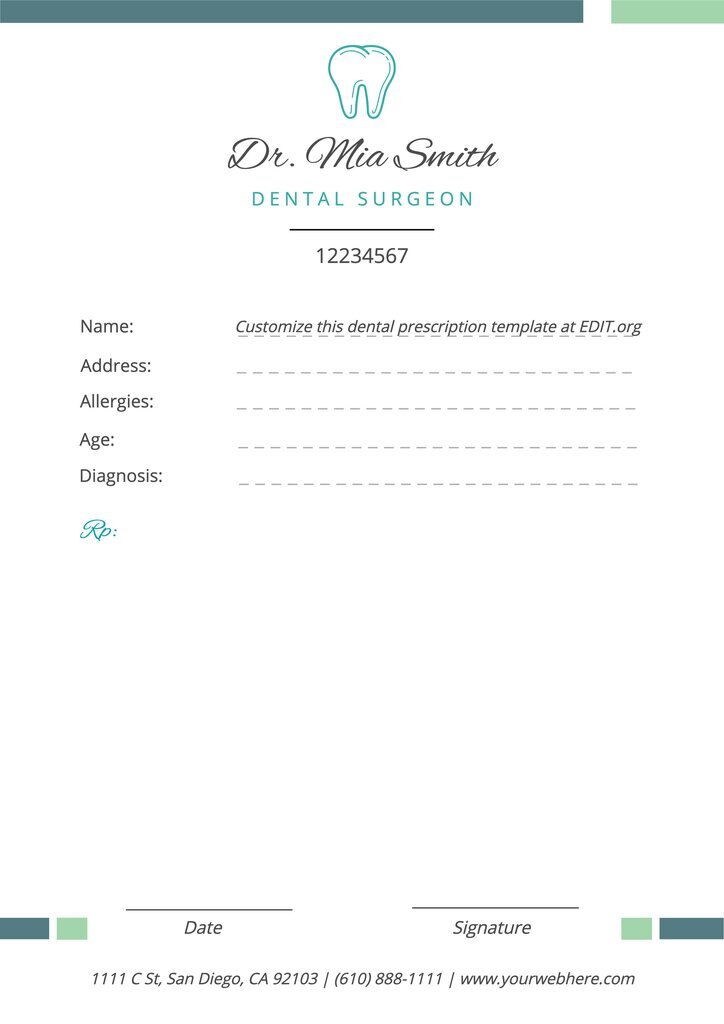 Dr. Mia Smith
DENTAL SURGEON
12234567
Name: Customize this dental prescription template at EDIT.org
Address:
Allergies:
Age:
Diagnosis:
Rp:
Date Signature
1111 C St, San Diego, CA 92103 | (610) 888-1111 | www.yourwebhere.com